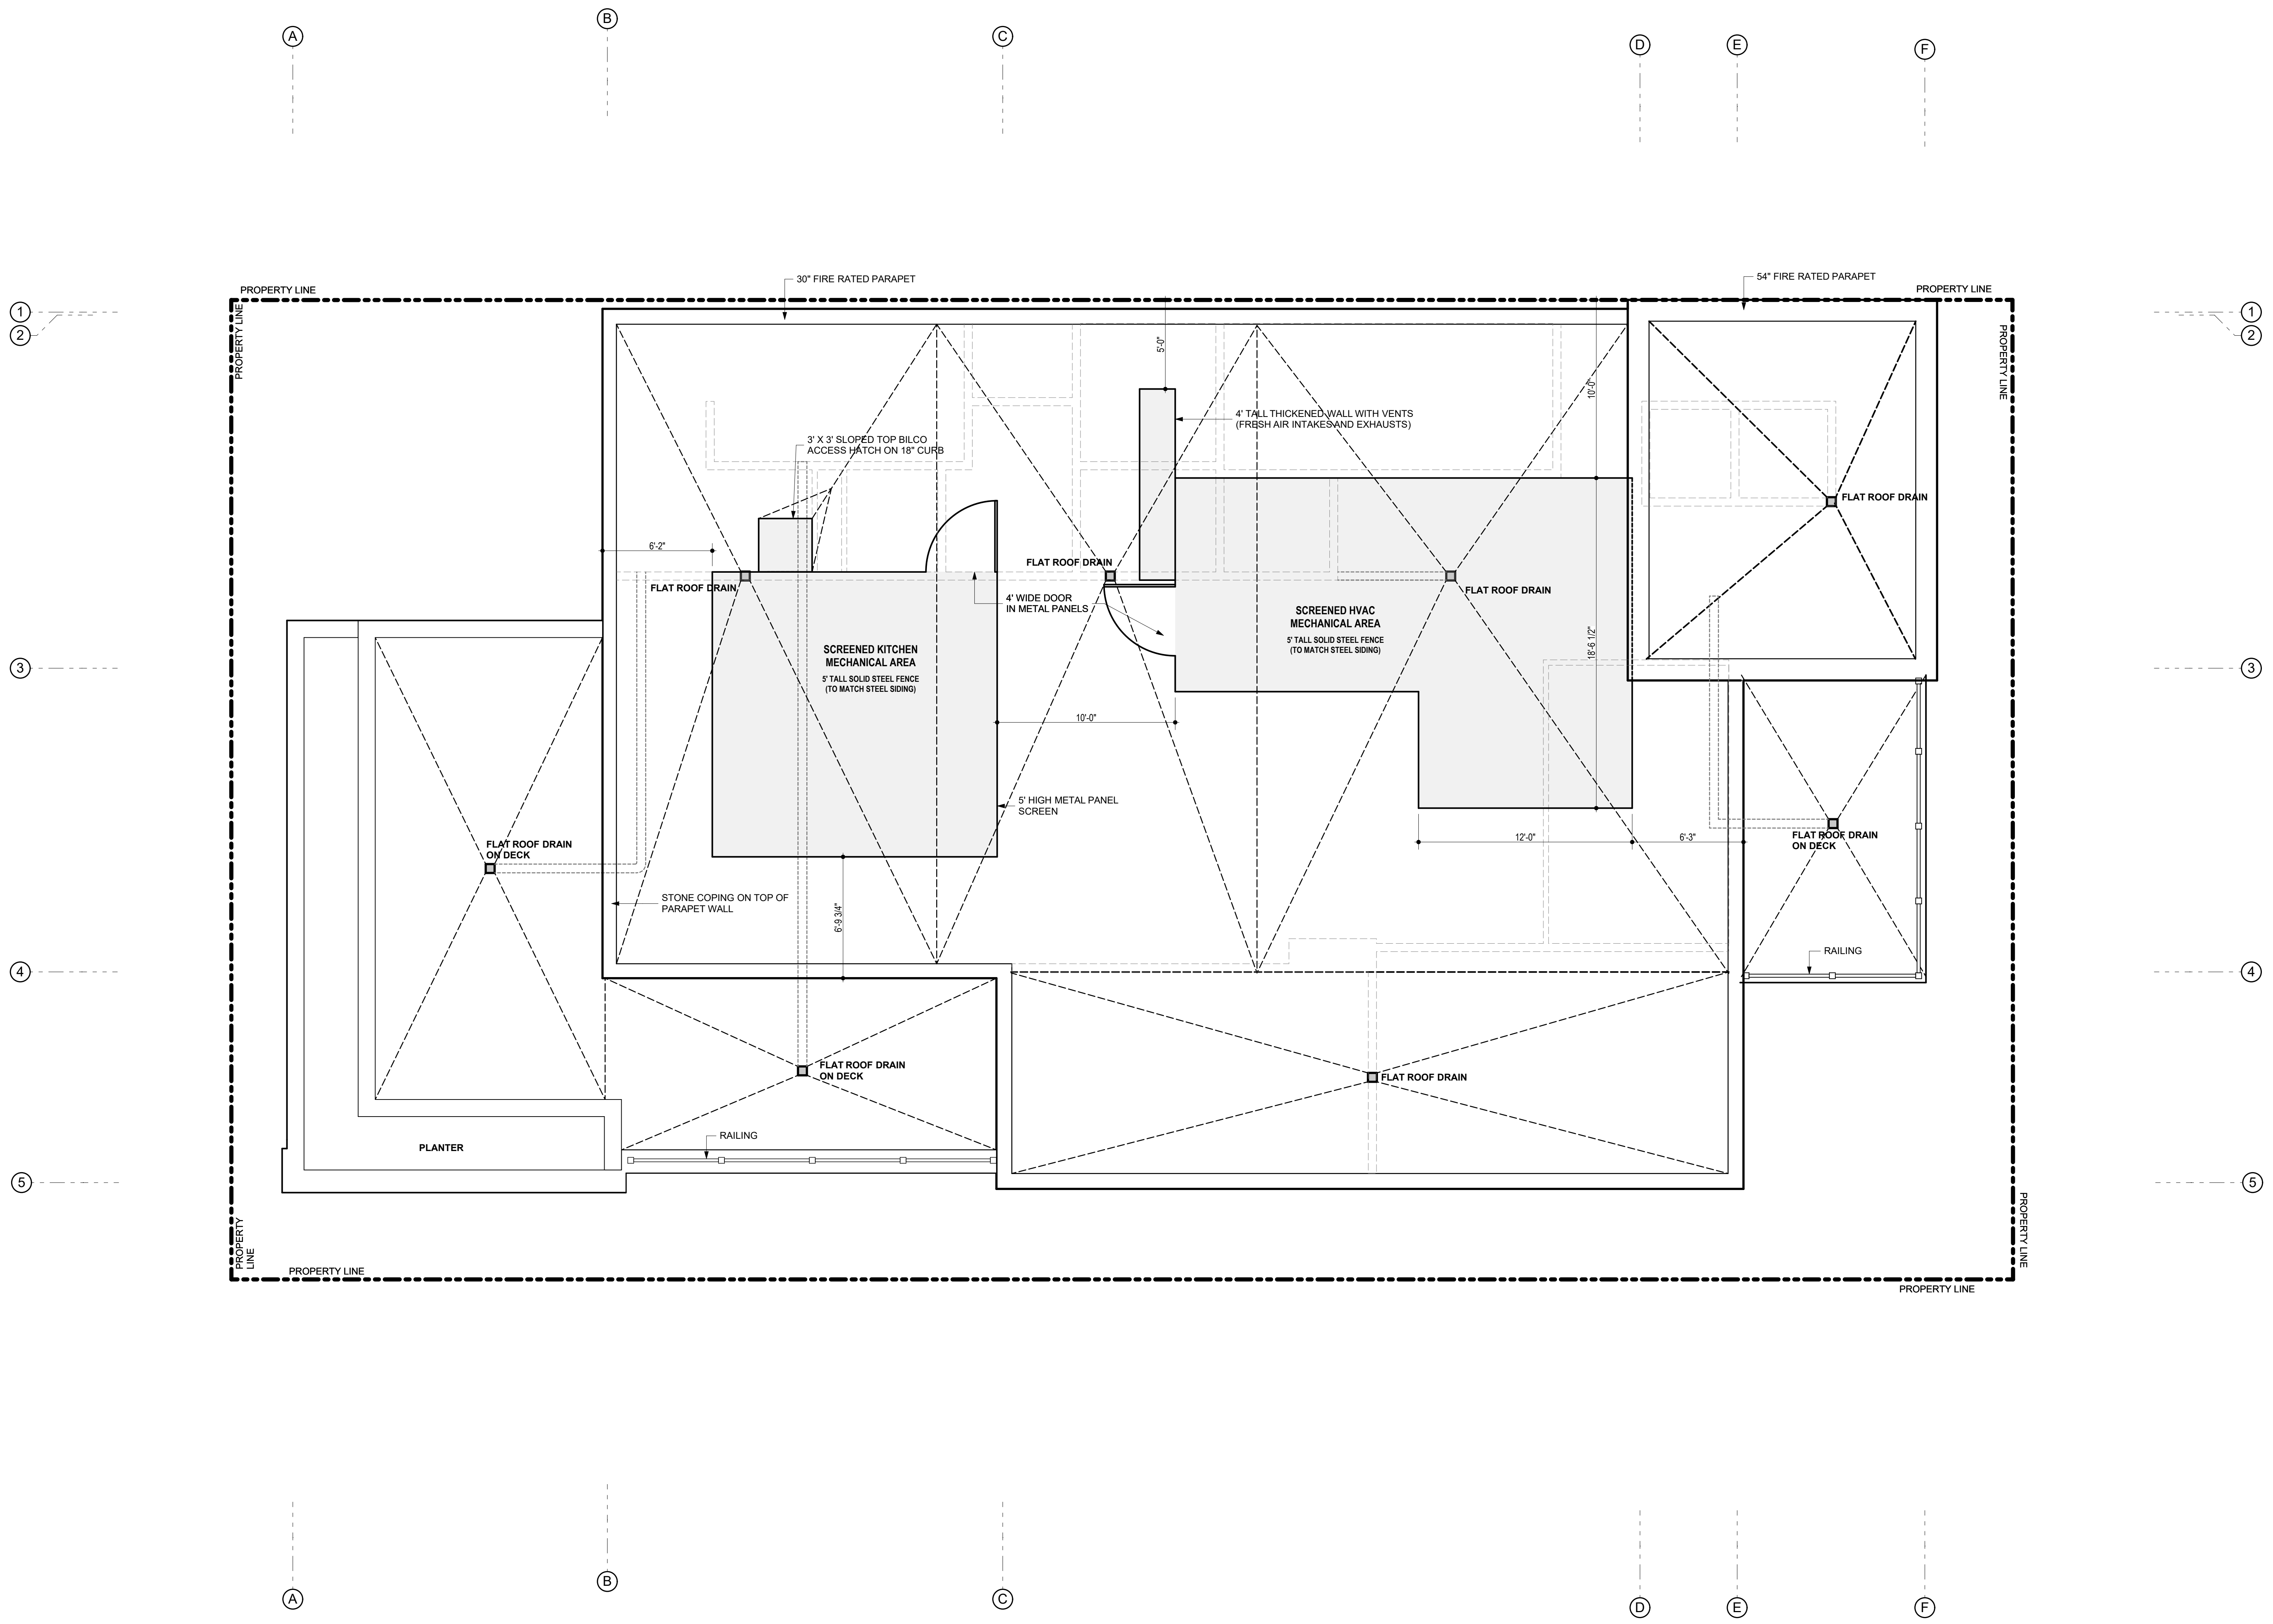 B
A
C
D
E
F
30" FIRE RATED PARAPET
54" FIRE RATED PARAPET
PROPERTY LINE
PROPERTY LINE
1
1
2
2
PROPERTY LINE
PROPERTY LINE
5'-0"
10'-0"
4' TALL THICKENED WALL WITH VENTS
(FRESH AIR INTAKES AND EXHAUSTS)
3' X 3' SLOPED TOP BILCO
ACCESS HATCH ON 18" CURB
FLAT ROOF DRAIN
6'-2"
FLAT ROOF DRAIN
FLAT ROOF DRAIN
FLAT ROOF DRAIN
4' WIDE DOOR
IN METAL PANELS
SCREENED HVAC
MECHANICAL AREA
5' TALL SOLID STEEL FENCE
(TO MATCH STEEL SIDING)
18'-6 1/2"
SCREENED KITCHEN
MECHANICAL AREA
5' TALL SOLID STEEL FENCE
(TO MATCH STEEL SIDING)
3
3
10'-0"
5' HIGH METAL PANEL
SCREEN
12'-0"
6'-3"
FLAT ROOF DRAIN
ON DECK
FLAT ROOF DRAIN
ON DECK
STONE COPING ON TOP OF
PARAPET WALL
6'-9 3/4"
RAILING
4
4
FLAT ROOF DRAIN
ON DECK
FLAT ROOF DRAIN
RAILING
PLANTER
5
5
PROPERTY
LINE
PROPERTY LINE
PROPERTY LINE
PROPERTY LINE
B
A
C
D
E
F